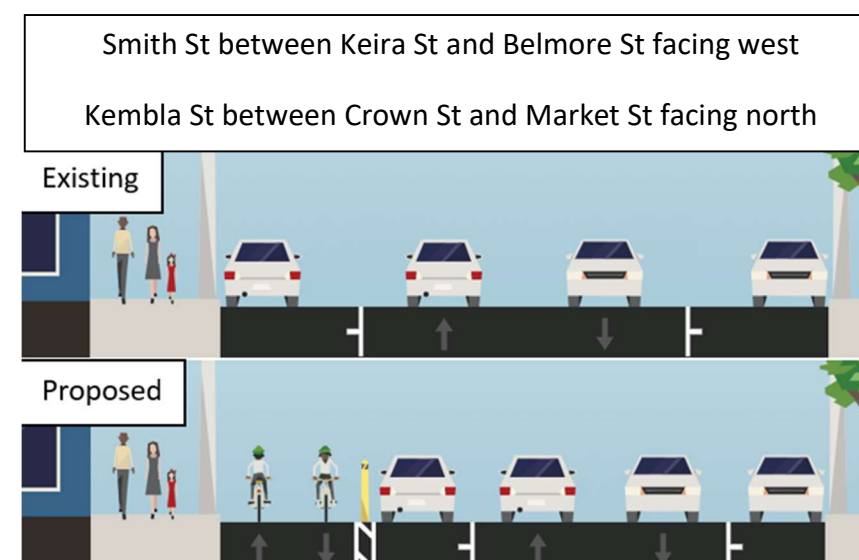 Smith St between Keira St and Belmore St facing west
Kembla St between Crown St and Market St facing north
Existing
Proposed